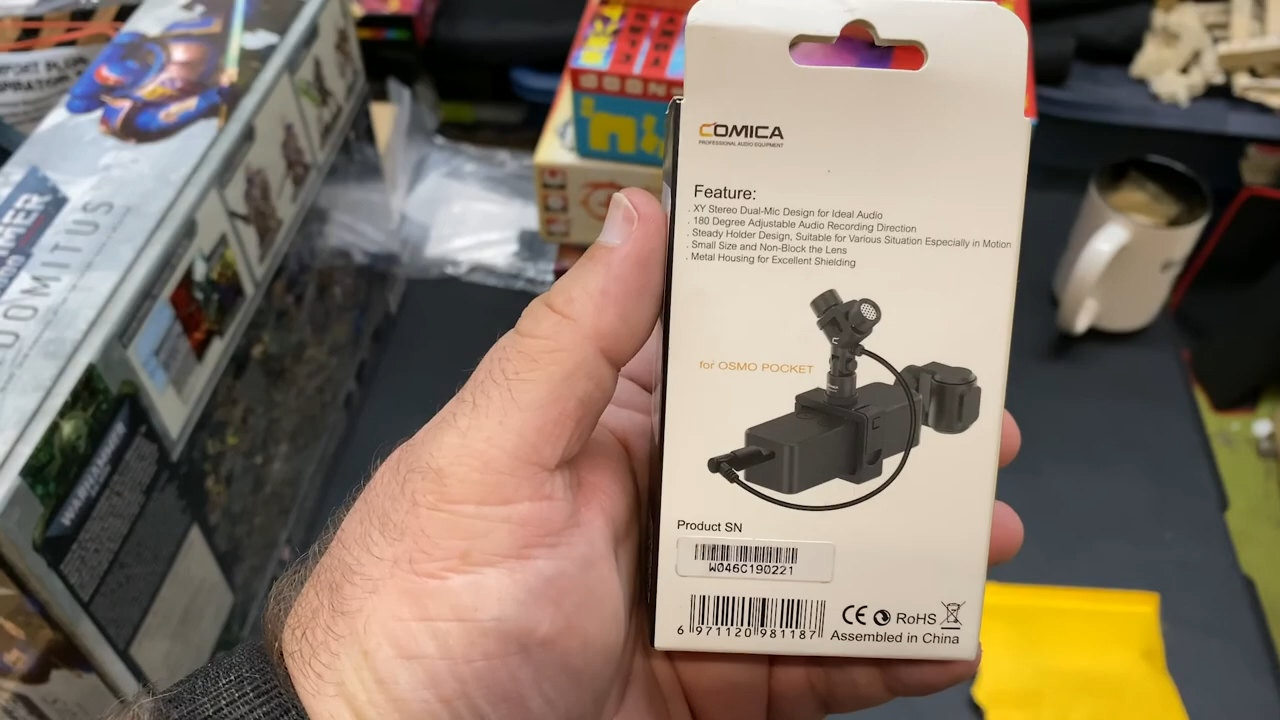 COMICA
PROFESSIONAL AUDIO EQUIPMENT
Feature:
. XY Stereo Dual-Mic Design for Ideal Audio
. 180 Degree Adjustable Audio Recording Direction
. Steady Holder Design, Suitable for Various Situation Especially in Motion
. Small Size and Non-Block the Lens
. Metal Housing for Excellent Shielding
for OSMO POCKET
Product SN
W046C190221
6 971120 981187
CE RoHS
Assembled in China
OMITUS
WARHAMMER